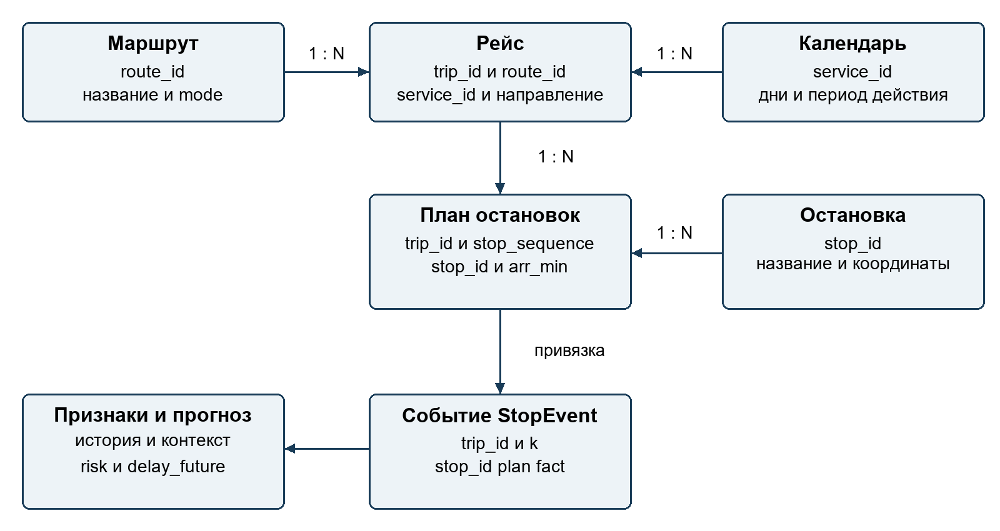 Маршрут
route_id
название и mode
1 : N
Рейс
trip_id и route_id
service_id и направление
1 : N
Календарь
service_id
дни и период действия
1 : N
План остановок
trip_id и stop_sequence
stop_id и arr_min
1 : N
Остановка
stop_id
название и координаты
привязка
Признаки и прогноз
история и контекст
risk и delay_future
Событие StopEvent
trip_id и k
stop_id plan fact